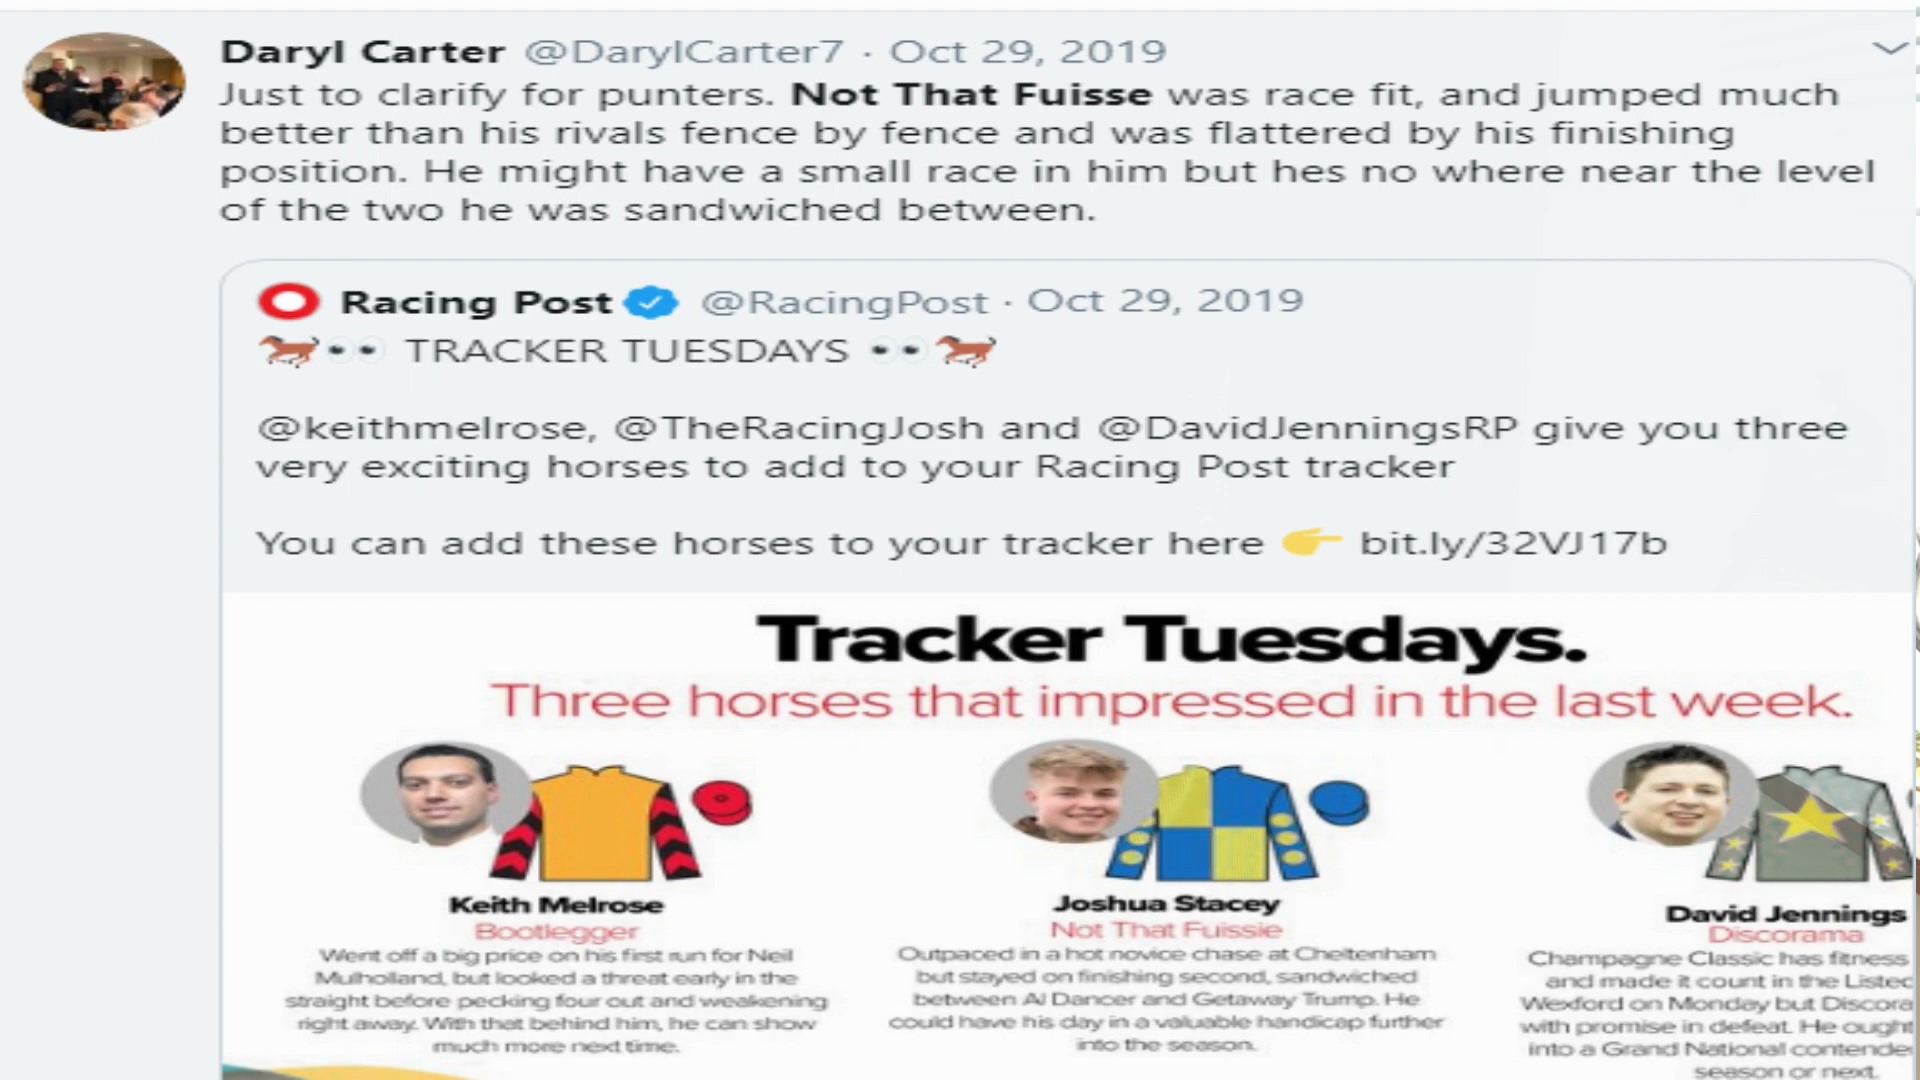 Daryl Carter @DarylCarter7 · Oct 29, 2019
Just to clarify for punters. Not That Fuisse was race fit, and jumped much
better than his rivals fence by fence and was flattered by his finishing
position. He might have a small race in him but hes no where near the level
of the two he was sandwiched between.
Racing Post @RacingPost · Oct 29, 2019
TRACKER TUESDAYS
@keithmelrose, @TheRacingJosh and @DavidJenningsRP give you three
very exciting horses to add to your Racing Post tracker
You can add these horses to your tracker here 👉 bit.ly/32VJ17b
Tracker Tuesdays.
Three horses that impressed in the last week.
Keith Melrose
Bootlegger
Went off a big price on his first run for Neil
Mulholland, but looked a threat early in the
straight before pecking four out and weakening
right away. With that behind him, he can show
much more next time.
Joshua Stacey
Not That Fuissie
Outpaced in a hot novice chase at Cheltenham
but stayed on finishing second, sandwiched
between Al Dancer and Getaway Trump. He
could have his day in a valuable handicap further
into the season.
David Jennings
Discorama
Champagne Classic has fitness
and made it count in the Listed
Wexford on Monday but Discora
with promise in defeat. He ought
into a Grand National contende
season or next.